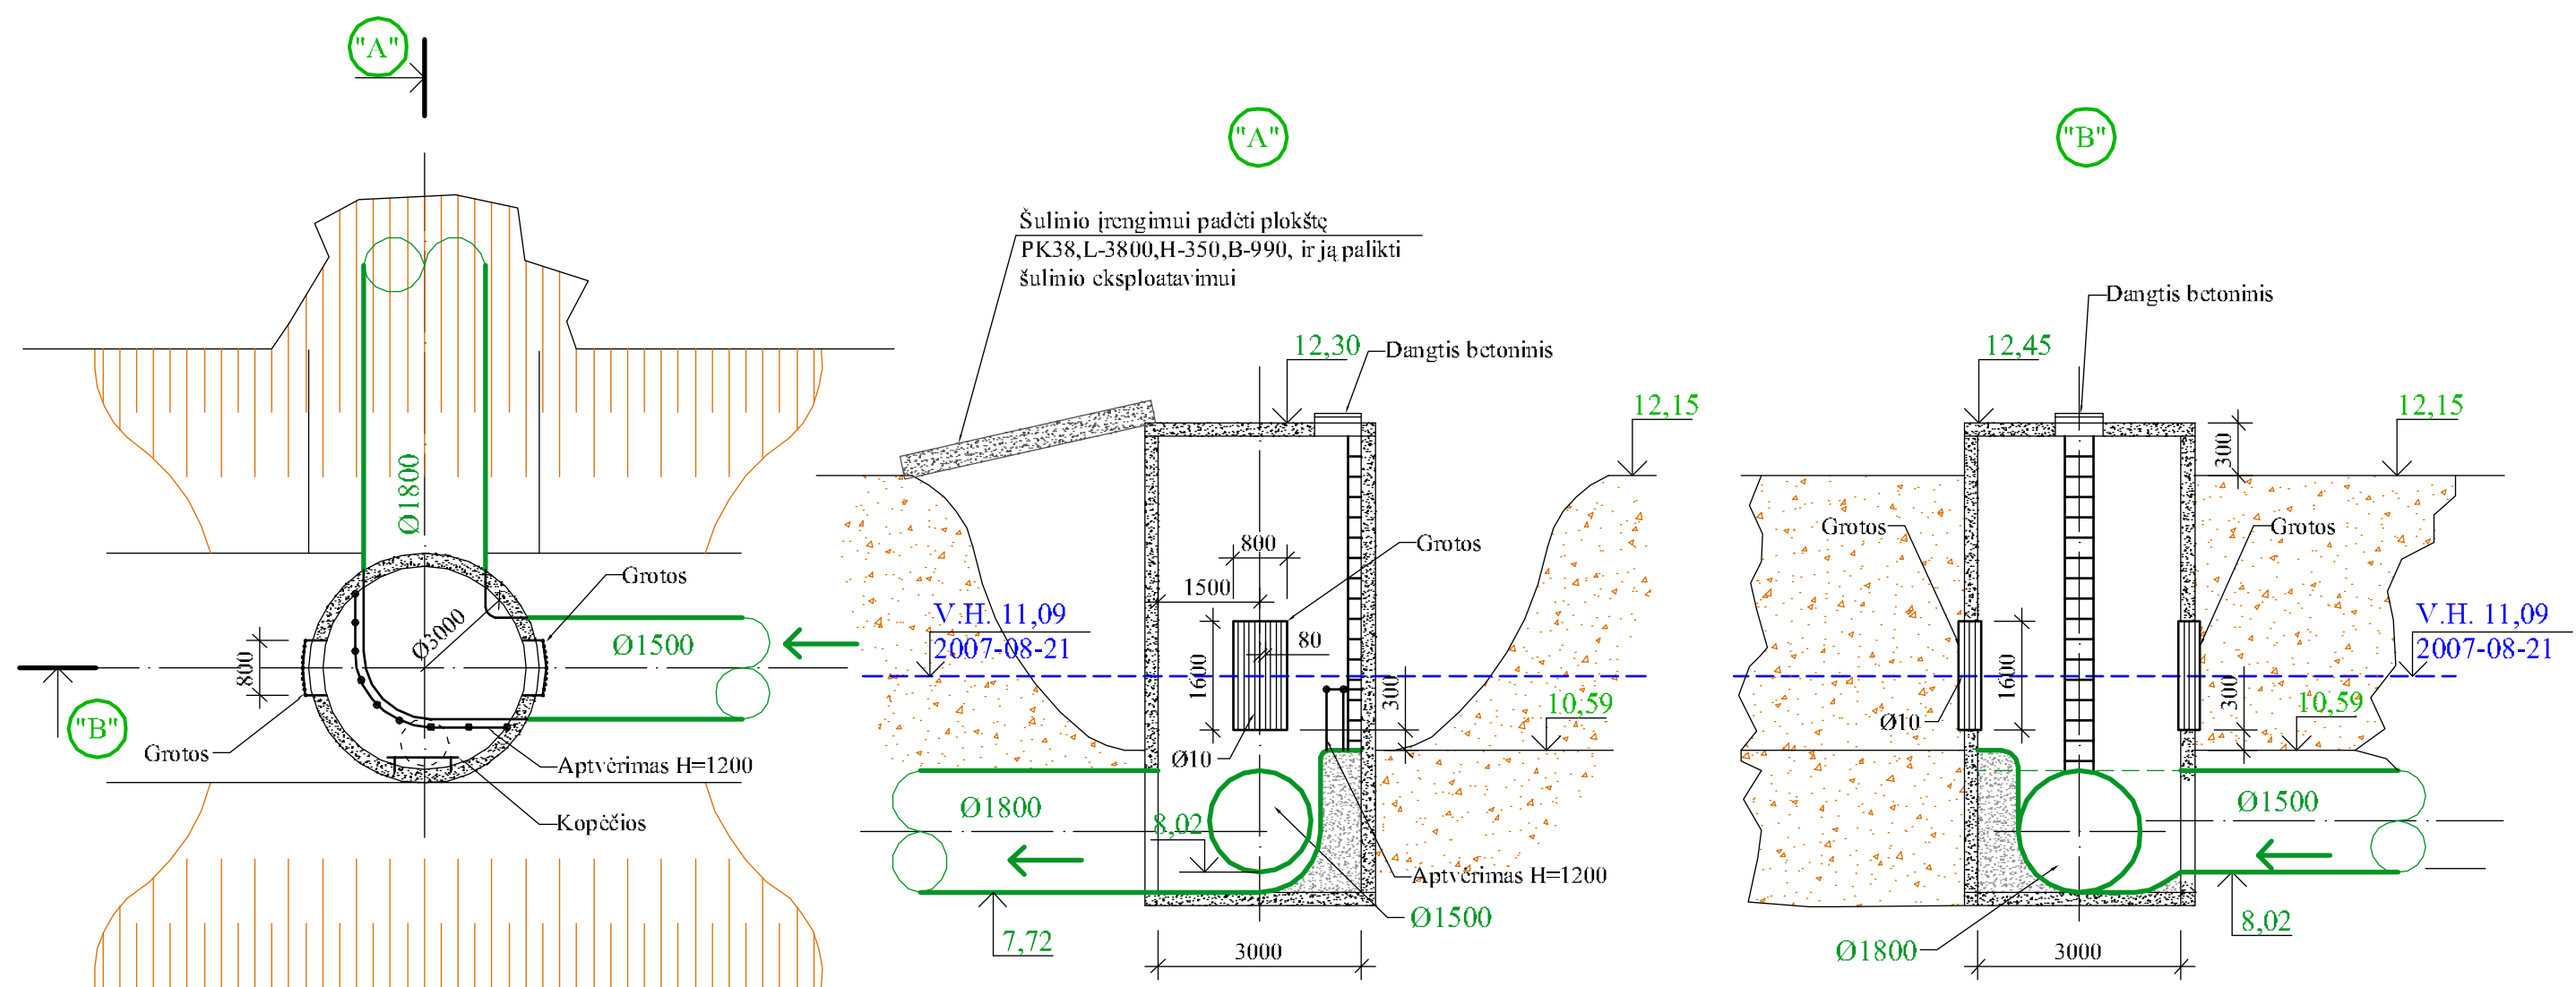 "A"
Ø1800
Ø3000
Grotos
Ø1500
800
"B"
Grotos
Aptvėrimas H=1200
Kopėčios
"A"
Šulinio įrengimui padėti plokštę
PK38,L-3800,H-350,B-990, ir ją palikti
šulinio eksploatavimui
12,30
Dangtis betoninis
12,15
800
Grotos
1500
V.H. 11,09
2007-08-21
80
1600
300
10,59
Ø10
Ø1800
8,02
Aptvėrimas H=1200
Ø1500
7,72
3000
"B"
Dangtis betoninis
12,45
12,15
300
Grotos
Grotos
V.H. 11,09
2007-08-21
1600
300
10,59
Ø10
Ø1500
8,02
Ø1800
3000